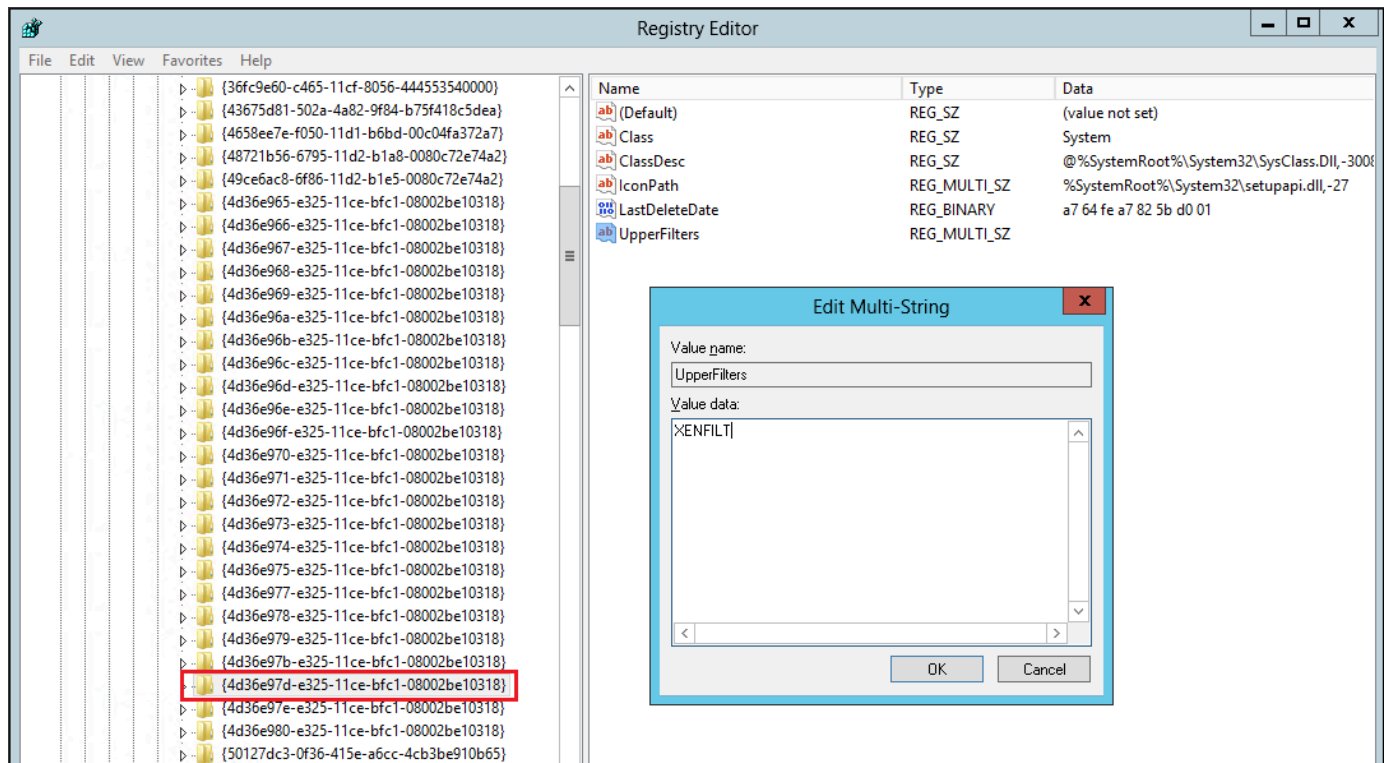 Registry Editor
File Edit View Favorites Help
{36fc9e60-c465-11cf-8056-444553540000}
{43675d81-502a-4a82-9f84-b75f418c5dea}
{4658ee7e-f050-11d1-b6bd-00c04fa372a7}
{48721b56-6795-11d2-b1a8-0080c72e74a2}
{49ce6ac8-6f86-11d2-b1e5-0080c72e74a2}
{4d36e965-e325-11ce-bfc1-08002be10318}
{4d36e966-e325-11ce-bfc1-08002be10318}
{4d36e967-e325-11ce-bfc1-08002be10318}
{4d36e968-e325-11ce-bfc1-08002be10318}
{4d36e969-e325-11ce-bfc1-08002be10318}
{4d36e96a-e325-11ce-bfc1-08002be10318}
{4d36e96b-e325-11ce-bfc1-08002be10318}
{4d36e96c-e325-11ce-bfc1-08002be10318}
{4d36e96d-e325-11ce-bfc1-08002be10318}
{4d36e96e-e325-11ce-bfc1-08002be10318}
{4d36e96f-e325-11ce-bfc1-08002be10318}
{4d36e970-e325-11ce-bfc1-08002be10318}
{4d36e971-e325-11ce-bfc1-08002be10318}
{4d36e972-e325-11ce-bfc1-08002be10318}
{4d36e973-e325-11ce-bfc1-08002be10318}
{4d36e974-e325-11ce-bfc1-08002be10318}
{4d36e975-e325-11ce-bfc1-08002be10318}
{4d36e977-e325-11ce-bfc1-08002be10318}
{4d36e978-e325-11ce-bfc1-08002be10318}
{4d36e979-e325-11ce-bfc1-08002be10318}
{4d36e97b-e325-11ce-bfc1-08002be10318}
{4d36e97d-e325-11ce-bfc1-08002be10318}
{4d36e97e-e325-11ce-bfc1-08002be10318}
{4d36e980-e325-11ce-bfc1-08002be10318}
{50127dc3-0f36-415e-a6cc-4cb3be910b65}
Name Type Data
(Default) REG_SZ (value not set)
Class REG_SZ System
ClassDesc REG_SZ @%SystemRoot%\System32\SysClass.Dll,-3008
IconPath REG_MULTI_SZ %SystemRoot%\System32\setupapi.dll,-27
LastDeleteDate REG_BINARY a7 64 fe a7 82 5b d0 01
UpperFilters REG_MULTI_SZ
Edit Multi-String
Value name:
UpperFilters
Value data:
XENFILT
OK Cancel